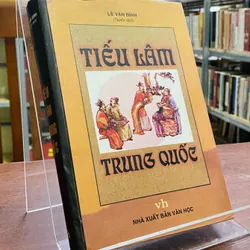 LÊ VĂN ĐÌNH
TIẾU LÂM
TRUNG QUỐC
vh
NHÀ XUẤT BẢN VĂN HỌC